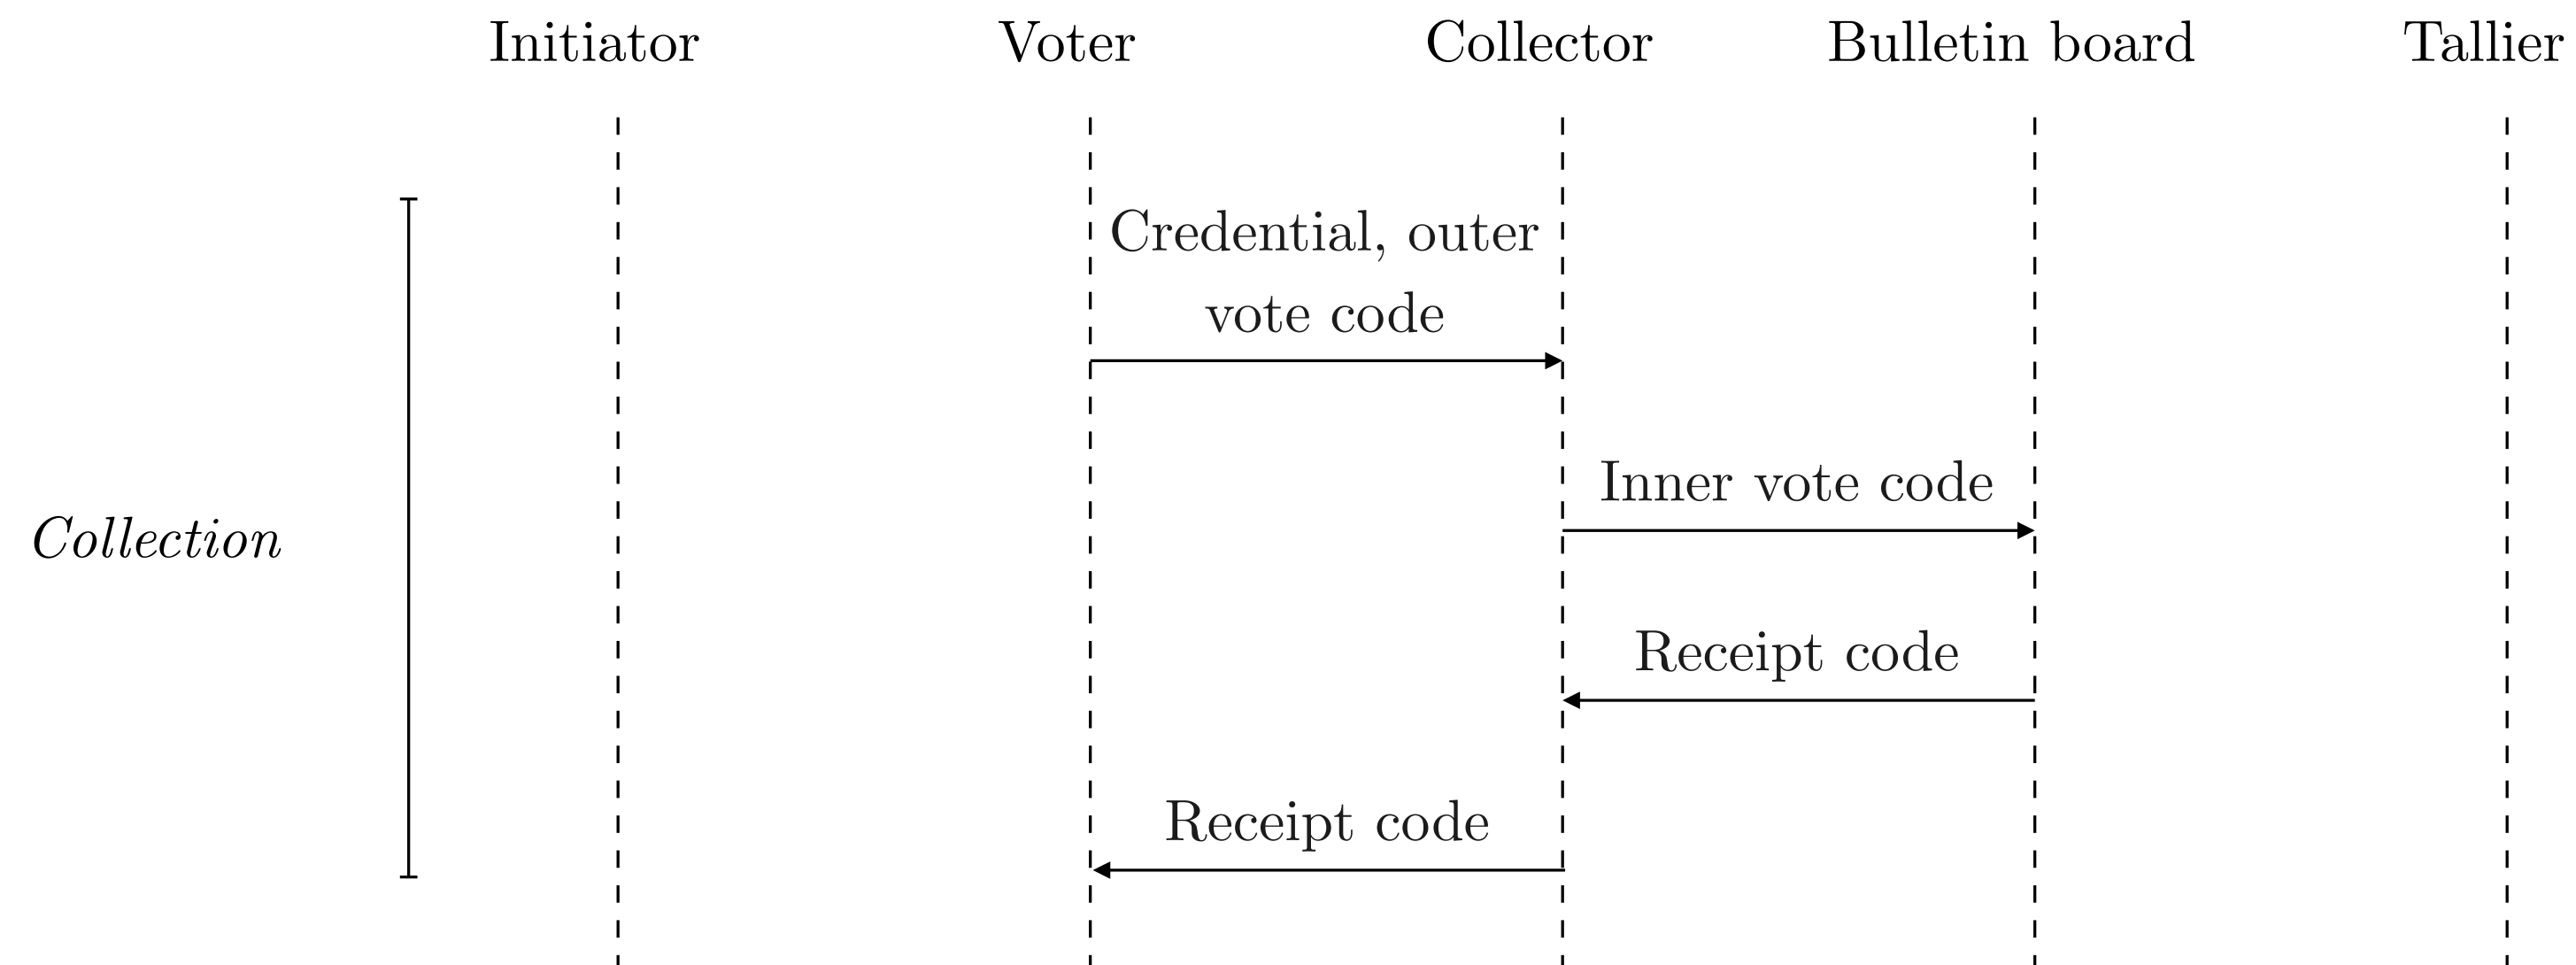 Initiator Voter Collector Bulletin board Tallier
Credential, outer
vote code
Inner vote code
Collection
Receipt code
Receipt code